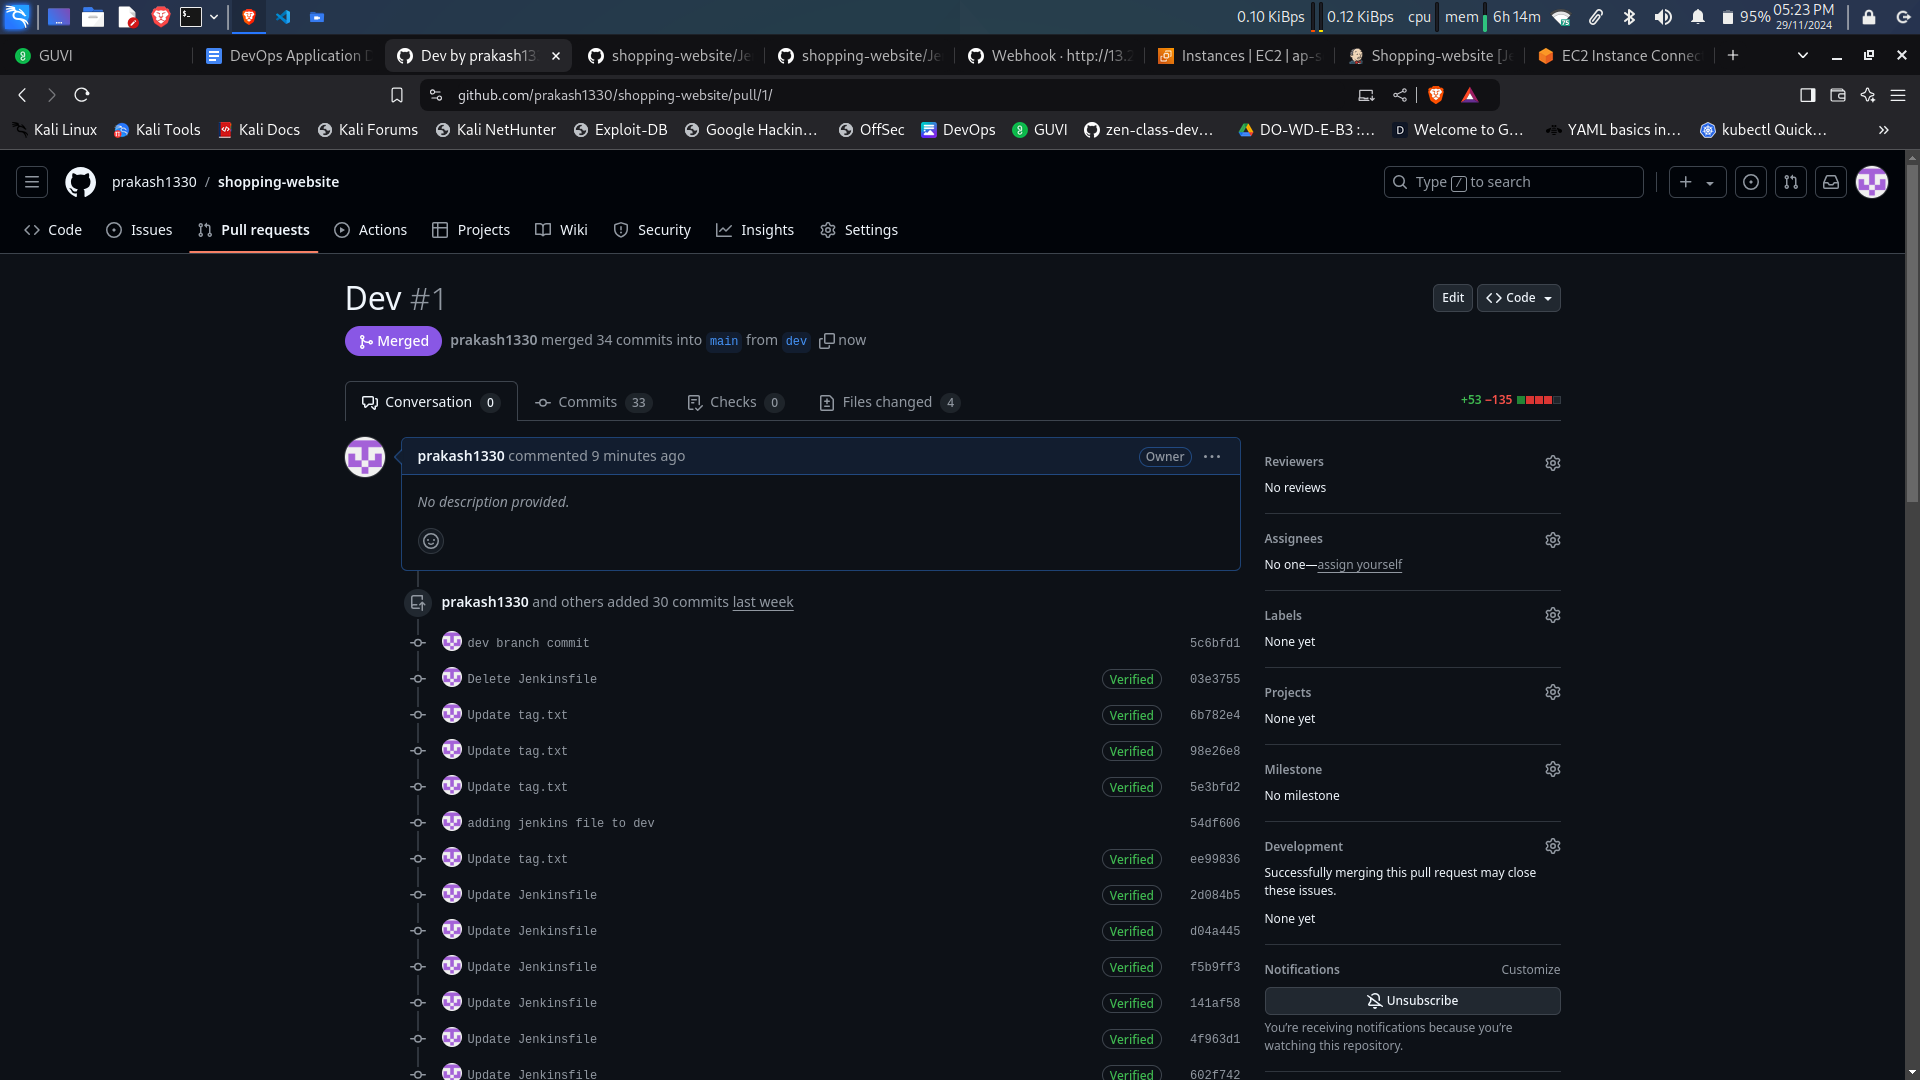 0.10 KiBps 0.12 KiBps cpu mem 6h 14m 95% 05:23 PM
29/11/2024
GUVI DevOps Application D Dev by prakash133 shopping-website/Je shopping-website/Je Webhook · http://13.2 Instances | EC2 | ap-s Shopping-website [Je EC2 Instance Connec
github.com/prakash1330/shopping-website/pull/1/
Kali Linux Kali Tools Kali Docs Kali Forums Kali NetHunter Exploit-DB Google Hackin… OffSec DevOps GUVI zen-class-dev… DO-WD-E-B3 :… Welcome to G… YAML basics in… kubectl Quick… »
prakash1330 / shopping-website Type / to search
Code Issues Pull requests Actions Projects Wiki Security Insights Settings
Dev #1 Edit Code
Merged prakash1330 merged 34 commits into main from dev now
Conversation 0 Commits 33 Checks 0 Files changed 4 +53 −135
prakash1330 commented 9 minutes ago Owner
No description provided.
prakash1330 and others added 30 commits last week
dev branch commit 5c6bfd1
Delete Jenkinsfile Verified 03e3755
Update tag.txt Verified 6b782e4
Update tag.txt Verified 98e26e8
Update tag.txt Verified 5e3bfd2
adding jenkins file to dev 54df606
Update tag.txt Verified ee99836
Update Jenkinsfile Verified 2d084b5
Update Jenkinsfile Verified d04a445
Update Jenkinsfile Verified f5b9ff3
Update Jenkinsfile Verified 141af58
Update Jenkinsfile Verified 4f963d1
Update Jenkinsfile Verified 602f742
Reviewers
No reviews
Assignees
No one—assign yourself
Labels
None yet
Projects
None yet
Milestone
No milestone
Development
Successfully merging this pull request may close
these issues.
None yet
Notifications Customize
Unsubscribe
You're receiving notifications because you're
watching this repository.